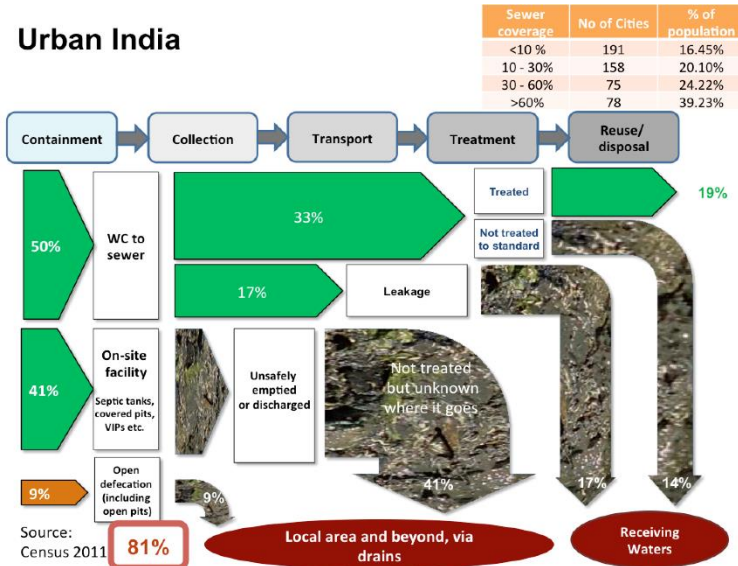 Urban India
Sewer coverage No of Cities % of population
<10 % 191 16.45%
10 - 30% 158 20.10%
30 - 60% 75 24.22%
>60% 78 39.23%
Containment
Collection
Transport
Treatment
Reuse/
disposal
50%
WC to
sewer
33%
Treated
19%
Not treated
to standard
17%
Leakage
41%
On-site
facility
Septic tanks,
covered pits,
VIPs etc.
Unsafely
emptied
or discharged
Not treated
but unknown
where it goes
9%
Open
defecation
(including
open pits)
9%
41%
17%
14%
Source:
Census 2011
81%
Local area and beyond, via
drains
Receiving
Waters